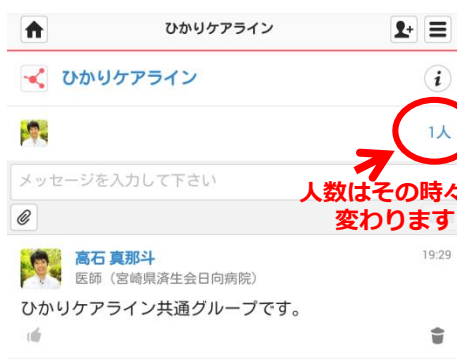 ひかりケアライン
ひかりケアライン
1人
メッセージを入力して下さい
人数はその時々
変わります
高石 真那斗
19:29
医師（宮崎県済生会日向病院）
ひかりケアライン共通グループです。